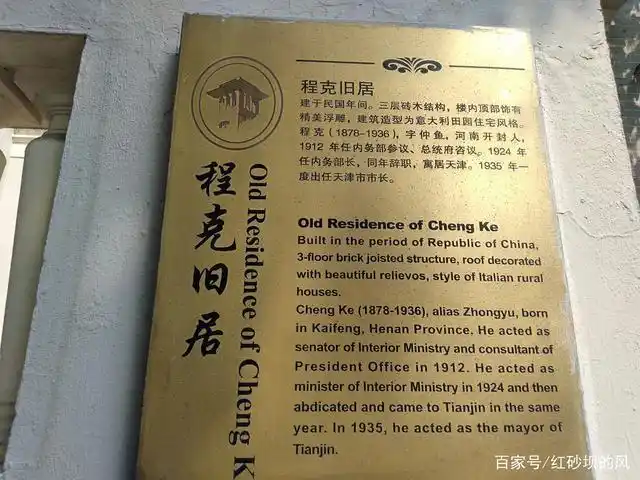 程克旧居
Old Residence of Cheng K
程克旧居
建于民国年间。三层砖木结构，楼内顶部饰有
精美浮雕，建筑造型为意大利田园住宅风格。
程克（1878-1936），字仲鱼，河南开封人，
1912 年任内务部参议、总统府咨议。1924 年
任内务部长，同年辞职，寓居天津。1935 年一
度出任天津市市长。
Old Residence of Cheng Ke
Built in the period of Republic of China,
3-floor brick joisted structure, roof decorated
with beautiful relievos, style of Italian rural
houses.
Cheng Ke (1878-1936), alias Zhongyu, born
in Kaifeng, Henan Province. He acted as
senator of Interior Ministry and consultant of
President Office in 1912. He acted as
minister of Interior Ministry in 1924 and then
abdicated and came to Tianjin in the same
year. In 1935, he acted as the mayor of
Tianjin.
百家号/红砂坝的风